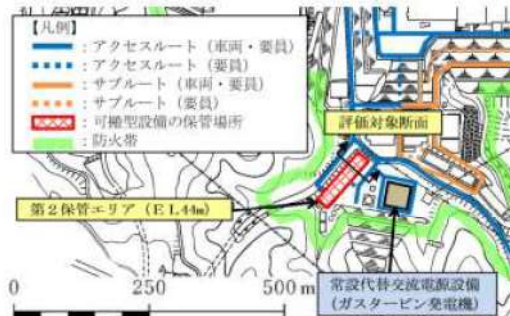 【凡例】
：アクセスルート（車両・要員）
：アクセスルート（要員）
：サブルート（車両・要員）
：サブルート（要員）
：可搬型設備の保管場所
：防火帯
評価対象断面
第２保管エリア（ＥＬ44m）
常設代替交流電源設備
（ガスタービン発電機）
0 250 500 m